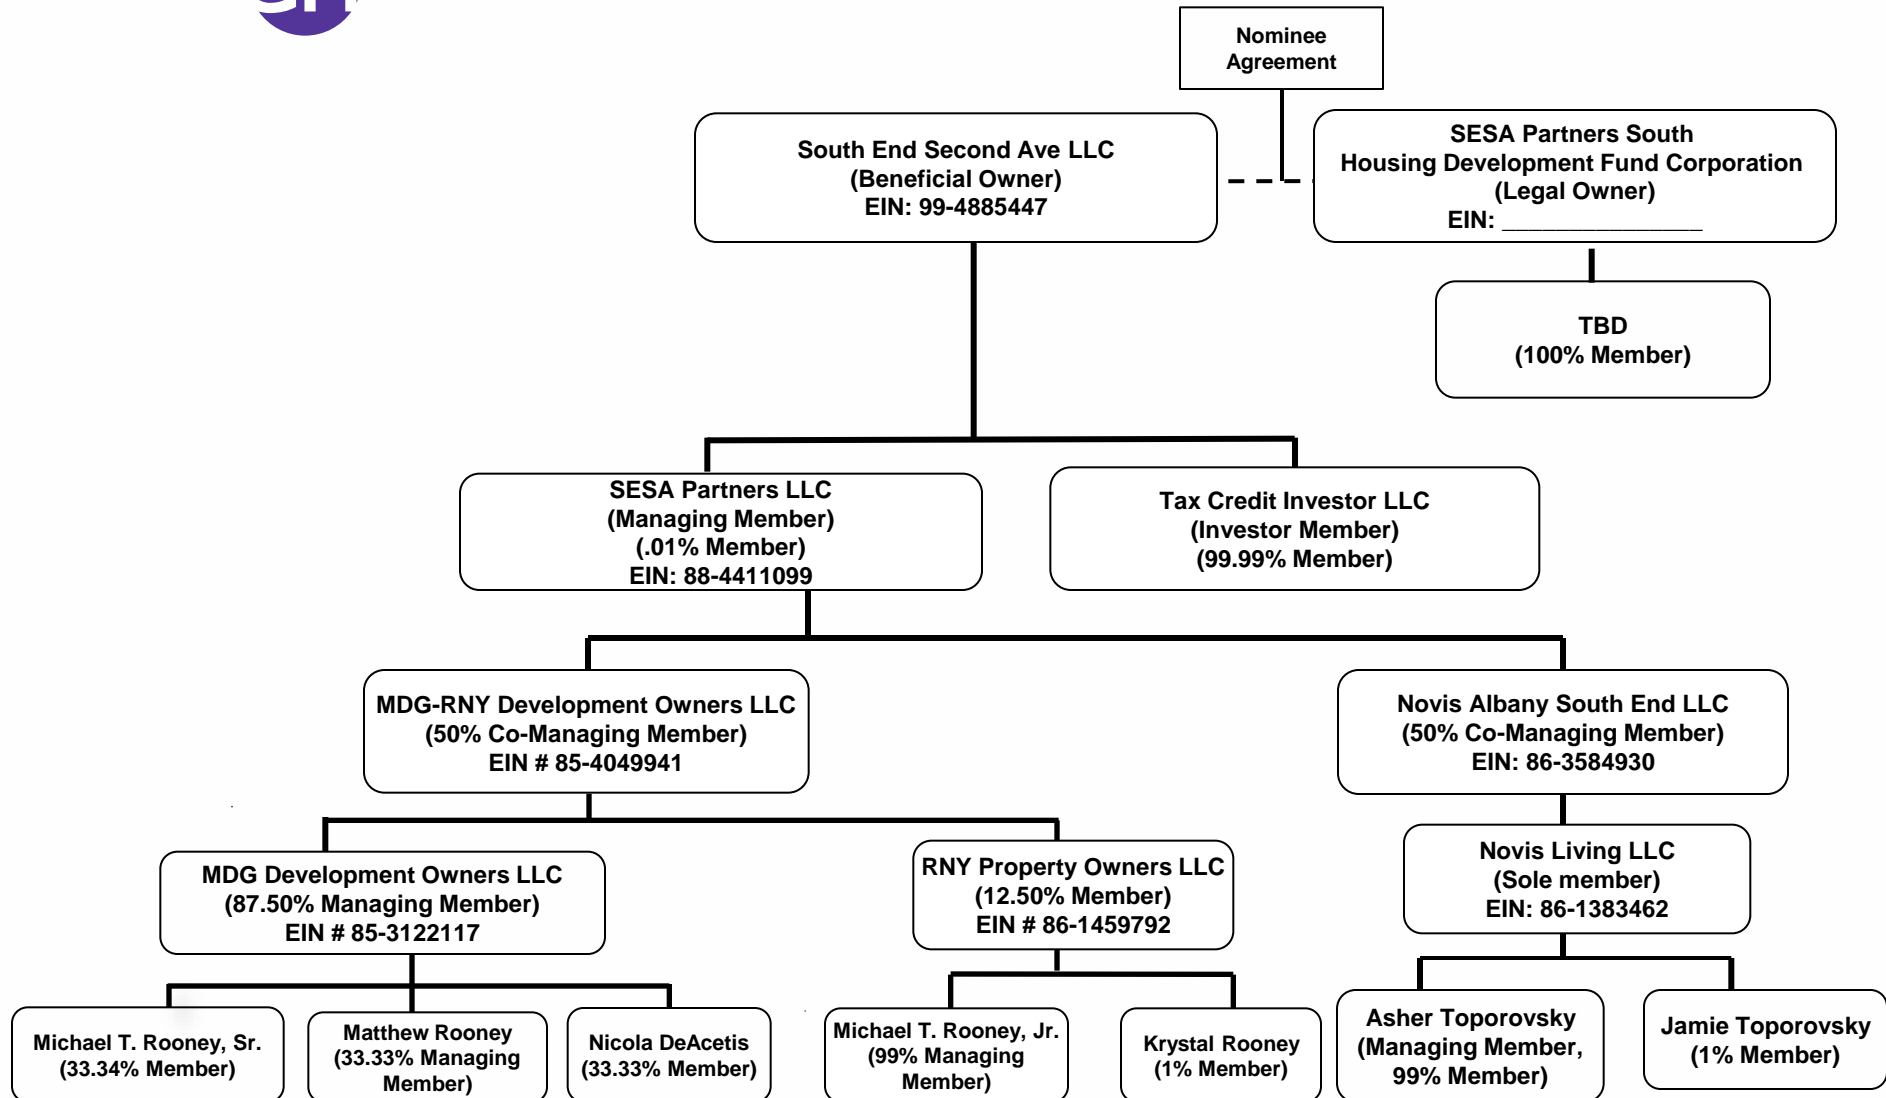 Nominee
Agreement
South End Second Ave LLC
(Beneficial Owner)
EIN: 99-4885447
SESA Partners South
Housing Development Fund Corporation
(Legal Owner)
EIN: _______________
TBD
(100% Member)
SESA Partners LLC
(Managing Member)
(.01% Member)
EIN: 88-4411099
Tax Credit Investor LLC
(Investor Member)
(99.99% Member)
MDG-RNY Development Owners LLC
(50% Co-Managing Member)
EIN # 85-4049941
Novis Albany South End LLC
(50% Co-Managing Member)
EIN: 86-3584930
MDG Development Owners LLC
(87.50% Managing Member)
EIN # 85-3122117
RNY Property Owners LLC
(12.50% Member)
EIN # 86-1459792
Novis Living LLC
(Sole member)
EIN: 86-1383462
Michael T. Rooney, Sr.
(33.34% Member)
Matthew Rooney
(33.33% Managing
Member)
Nicola DeAcetis
(33.33% Member)
Michael T. Rooney, Jr.
(99% Managing
Member)
Krystal Rooney
(1% Member)
Asher Toporovsky
(Managing Member,
99% Member)
Jamie Toporovsky
(1% Member)